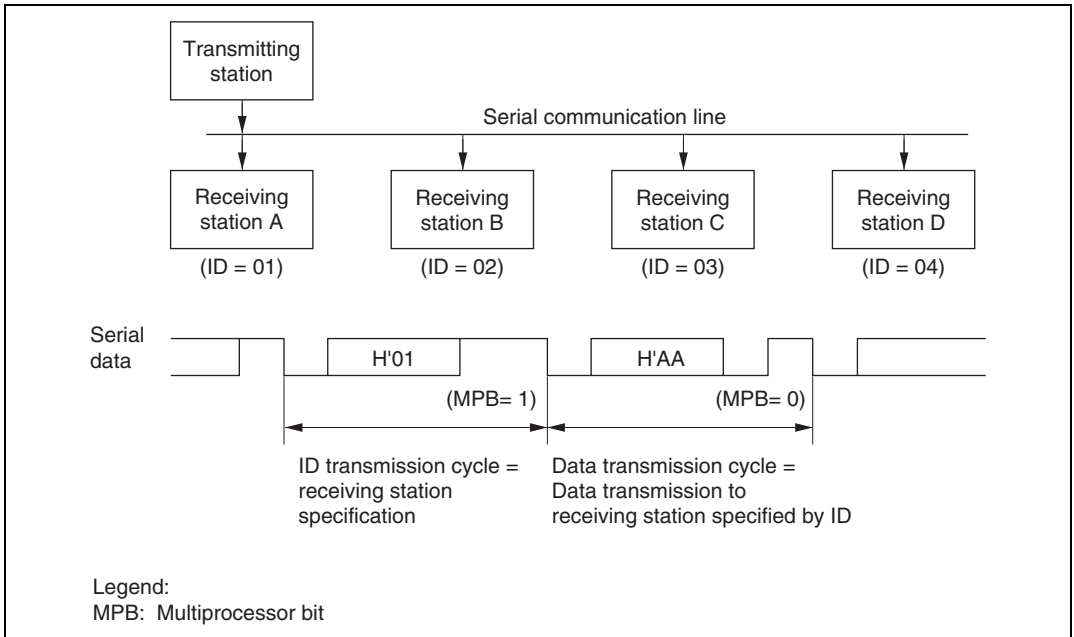 Transmitting
station
Serial communication line
Receiving
station A
Receiving
station B
Receiving
station C
Receiving
station D
(ID = 01)
(ID = 02)
(ID = 03)
(ID = 04)
Serial
data
H'01
H'AA
(MPB= 1)
(MPB= 0)
ID transmission cycle =
receiving station
specification
Data transmission cycle =
Data transmission to
receiving station specified by ID
Legend:
MPB: Multiprocessor bit